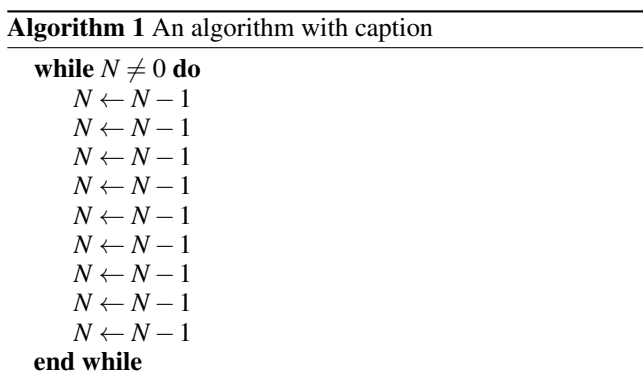 Algorithm 1 An algorithm with caption
while N ≠ 0 do
N ← N − 1
N ← N − 1
N ← N − 1
N ← N − 1
N ← N − 1
N ← N − 1
N ← N − 1
N ← N − 1
N ← N − 1
end while